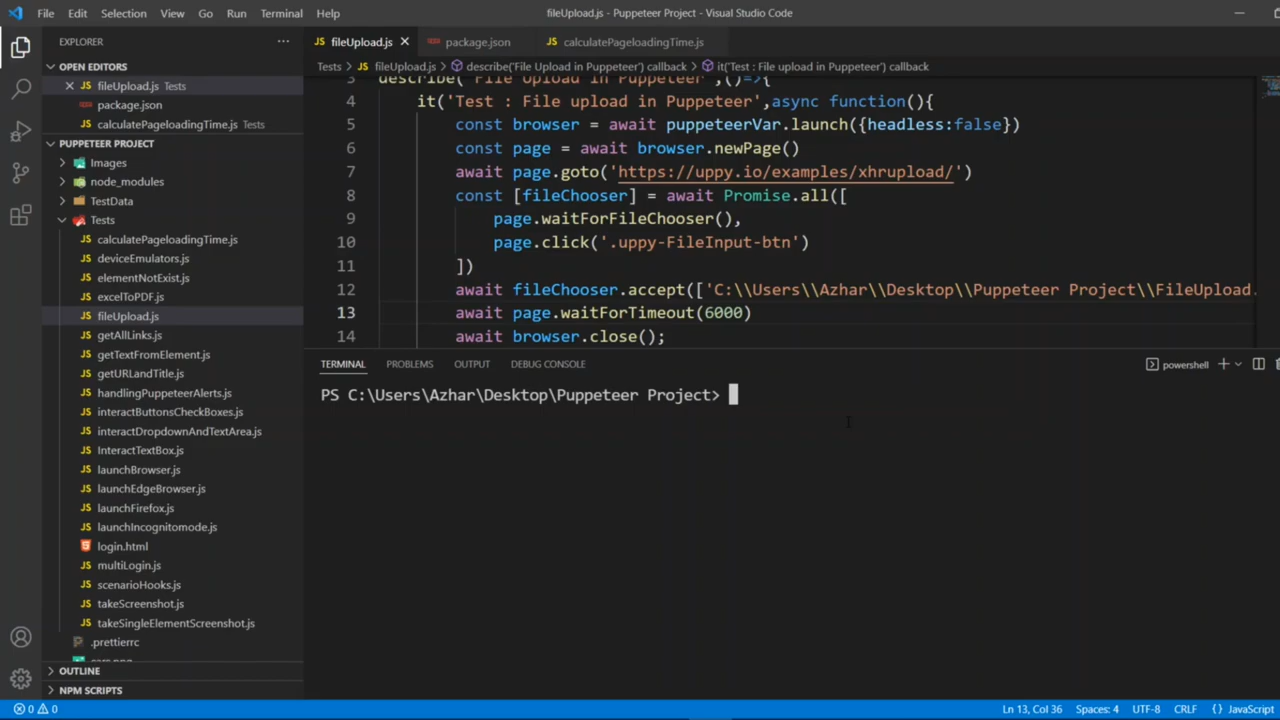 File Edit Selection View Go Run Terminal Help fileUpload.js - Puppeteer Project - Visual Studio Code
EXPLORER
OPEN EDITORS
JS fileUpload.js Tests
package.json
JS calculatePageloadingTime.js Tests
PUPPETEER PROJECT
Images
node_modules
TestData
Tests
JS calculatePageloadingTime.js
JS deviceEmulators.js
JS elementNotExist.js
JS excelToPDF.js
JS fileUpload.js
JS getAllLinks.js
JS getTextFromElement.js
JS getURLandTitle.js
JS handlingPuppeteerAlerts.js
JS interactButtonsCheckBoxes.js
JS interactDropdownAndTextArea.js
JS InteractTextBox.js
JS launchBrowser.js
JS launchEdgeBrowser.js
JS launchFirefox.js
JS launchIncognitomode.js
login.html
JS multiLogin.js
JS scenarioHooks.js
JS takeScreenshot.js
JS takeSingleElementScreenshot.js
.prettierrc
OUTLINE
NPM SCRIPTS
JS fileUpload.js package.json JS calculatePageloadingTime.js
Tests > JS fileUpload.js > describe('File Upload in Puppeteer') callback > it('Test : File upload in Puppeteer') callback
3 describe('File Upload in Puppeteer',()=>{
4 it('Test : File upload in Puppeteer',async function(){
5 const browser = await puppeteerVar.launch({headless:false})
6 const page = await browser.newPage()
7 await page.goto('https://uppy.io/examples/xhrupload/')
8 const [fileChooser] = await Promise.all([
9 page.waitForFileChooser(),
10 page.click('.uppy-FileInput-btn')
11 ])
12 await fileChooser.accept(['C:\\Users\\Azhar\\Desktop\\Puppeteer Project\\FileUpload.
13 await page.waitForTimeout(6000)
14 await browser.close();
TERMINAL PROBLEMS OUTPUT DEBUG CONSOLE powershell
PS C:\Users\Azhar\Desktop\Puppeteer Project>
0 0 Ln 13, Col 36 Spaces: 4 UTF-8 CRLF {} JavaScript